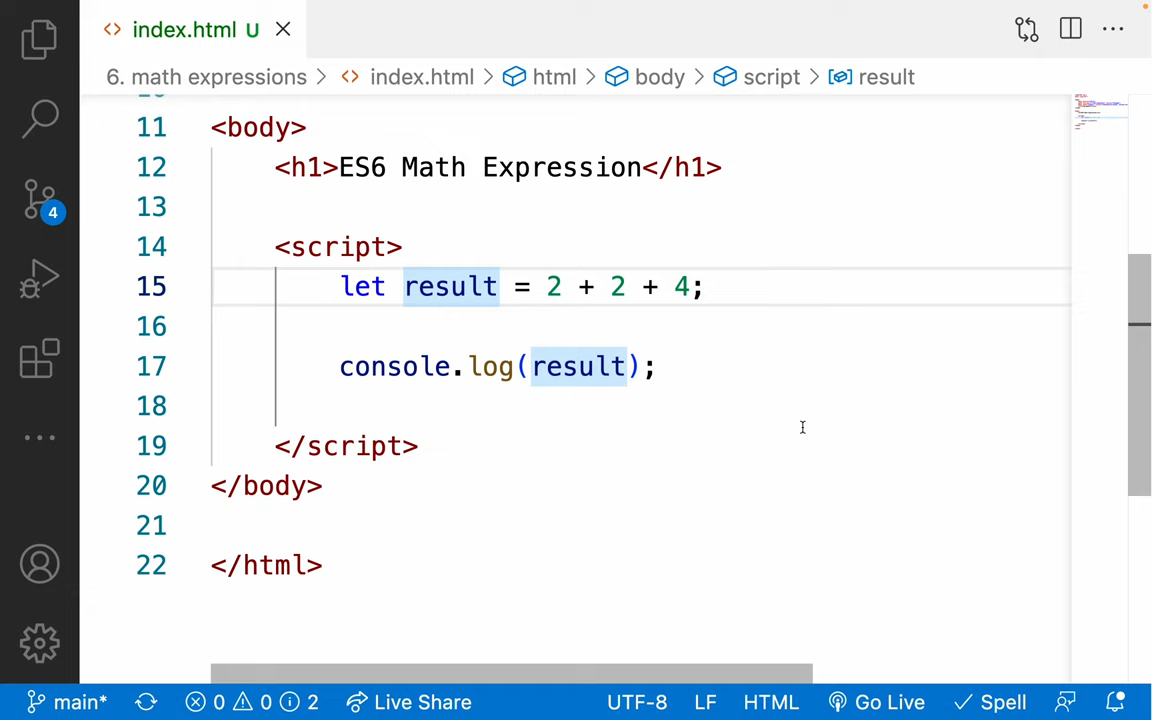 index.html U
6. math expressions > index.html > html > body > script > result
11 <body>
12 <h1>ES6 Math Expression</h1>
13
14 <script>
15 let result = 2 + 2 + 4;
16
17 console.log(result);
18
19 </script>
20 </body>
21
22 </html>
4
main* 0 0 2 Live Share UTF-8 LF HTML Go Live Spell